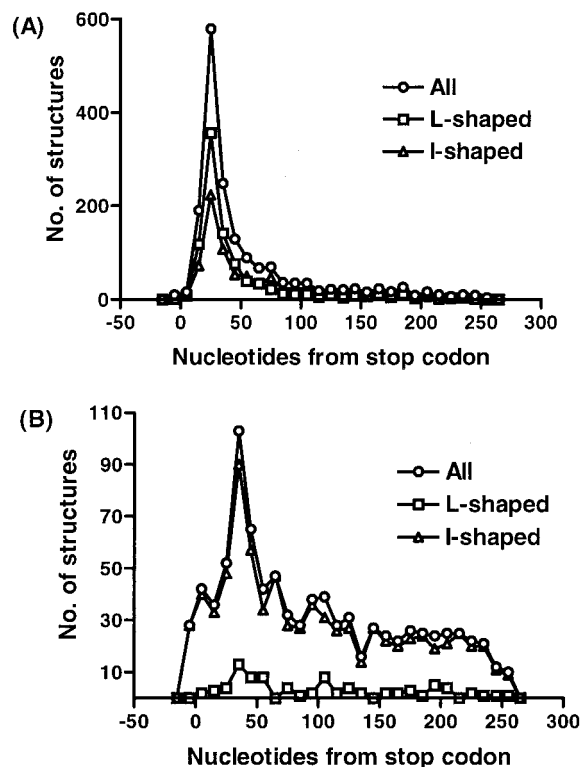 (A)
600
400
200
0
No. of structures
All
L-shaped
I-shaped
-50 0 50 100 150 200 250 300
Nucleotides from stop codon
(B)
110
90
70
50
30
10
No. of structures
All
L-shaped
I-shaped
-50 0 50 100 150 200 250 300
Nucleotides from stop codon